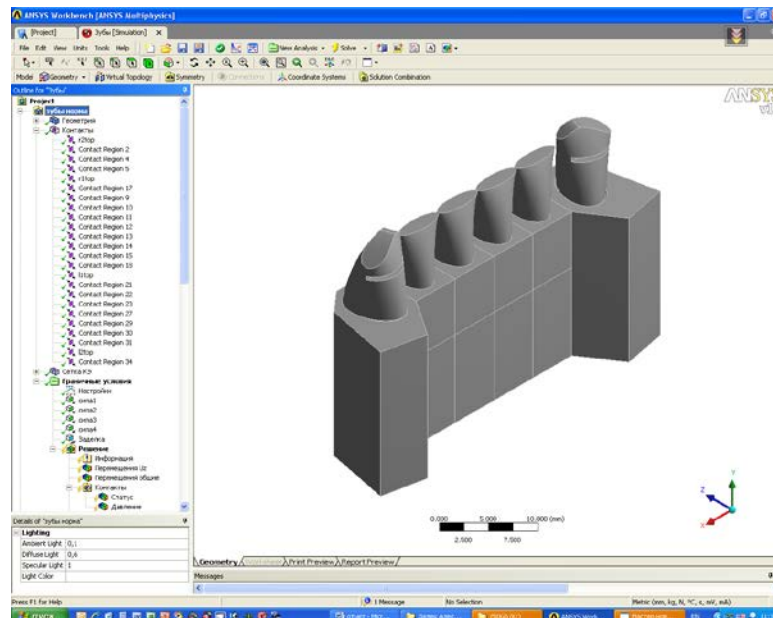 ANSYS Workbench [ANSYS Multiphysics]
[Project] Зубы [Simulation] ×
File Edit View Units Tools Help New Analysis Solve
Model Geometry Virtual Topology Symmetry Connections Coordinate Systems Solution Combination
Outline for "Зубы"
Project
зубы норма
Геометрия
Контакты
r2top
Contact Region 2
Contact Region 4
Contact Region 5
r1top
Contact Region 17
Contact Region 9
Contact Region 10
Contact Region 11
Contact Region 12
Contact Region 13
Contact Region 14
Contact Region 15
Contact Region 18
l1top
Contact Region 21
Contact Region 22
Contact Region 23
Contact Region 27
Contact Region 29
Contact Region 30
Contact Region 31
l2top
Contact Region 34
Сетка КЭ
Граничные условия
Настройки
сила1
сила2
сила3
сила4
Заделка
Решение
Информация
Перемещения Uz
Перемещения общие
Контакты
Статус
Давление
Details of "зубы норма"
Lighting
Ambient Light 0,1
Diffuse Light 0,6
Specular Light 1
Light Color
ANSYS
Y
Z
X
0.000 5.000 10.000 (mm)
2.500 7.500
Geometry Worksheet Print Preview Report Preview
Messages
Press F1 for Help 1 Message No Selection Metric (mm, kg, N, °C, s, mV, mA)